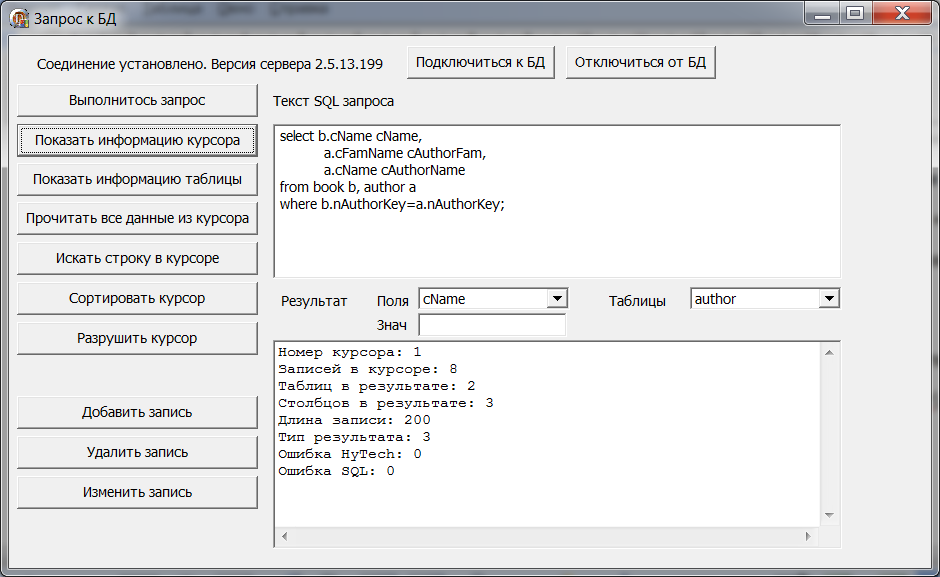 Запрос к БД
Соединение установлено. Версия сервера 2.5.13.199
Подключиться к БД
Отключиться от БД
Выполнитось запрос
Показать информацию курсора
Показать информацию таблицы
Прочитать все данные из курсора
Искать строку в курсоре
Сортировать курсор
Разрушить курсор
Добавить запись
Удалить запись
Изменить запись
Текст SQL запроса
select b.cName cName,
a.cFamName cAuthorFam,
a.cName cAuthorName
from book b, author a
where b.nAuthorKey=a.nAuthorKey;
Результат Поля cName Таблицы author
Знач
Номер курсора: 1
Записей в курсоре: 8
Таблиц в результате: 2
Столбцов в результате: 3
Длина записи: 200
Тип результата: 3
Ошибка HyTech: 0
Ошибка SQL: 0